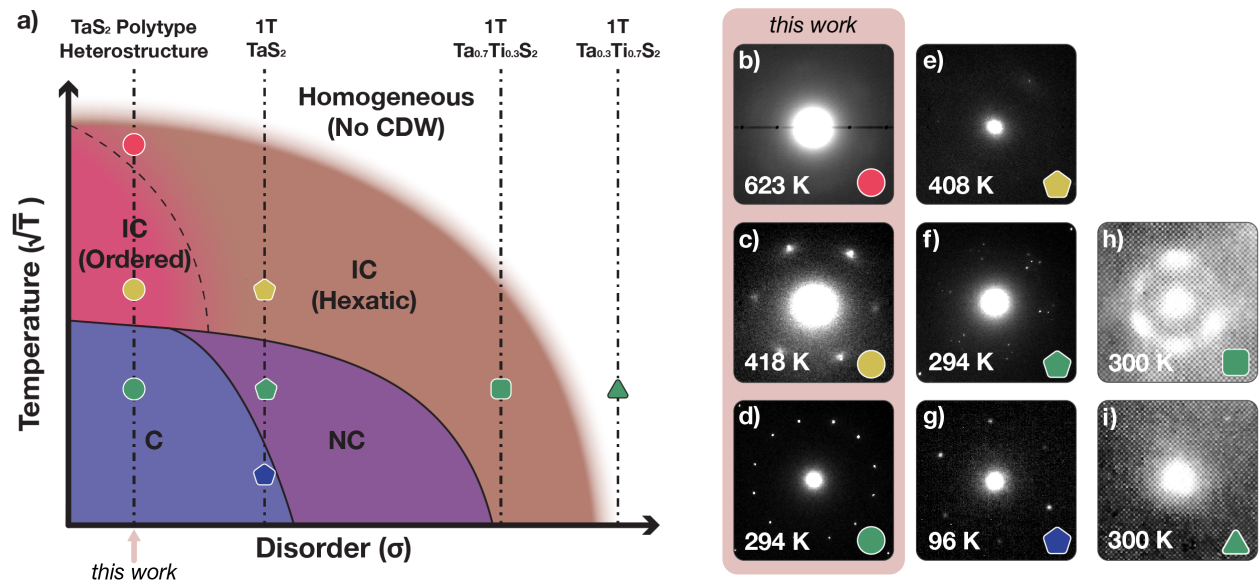 a)
TaS₂ Polytype
Heterostructure
1T
TaS₂
1T
Ta₀.₇Ti₀.₃S₂
1T
Ta₀.₃Ti₀.₇S₂
Homogeneous
(No CDW)
IC
(Ordered)
IC
(Hexatic)
C
NC
Temperature (√T)
Disorder (σ)
this work
this work
b)
623 K
e)
408 K
c)
418 K
f)
294 K
h)
300 K
d)
294 K
g)
96 K
i)
300 K